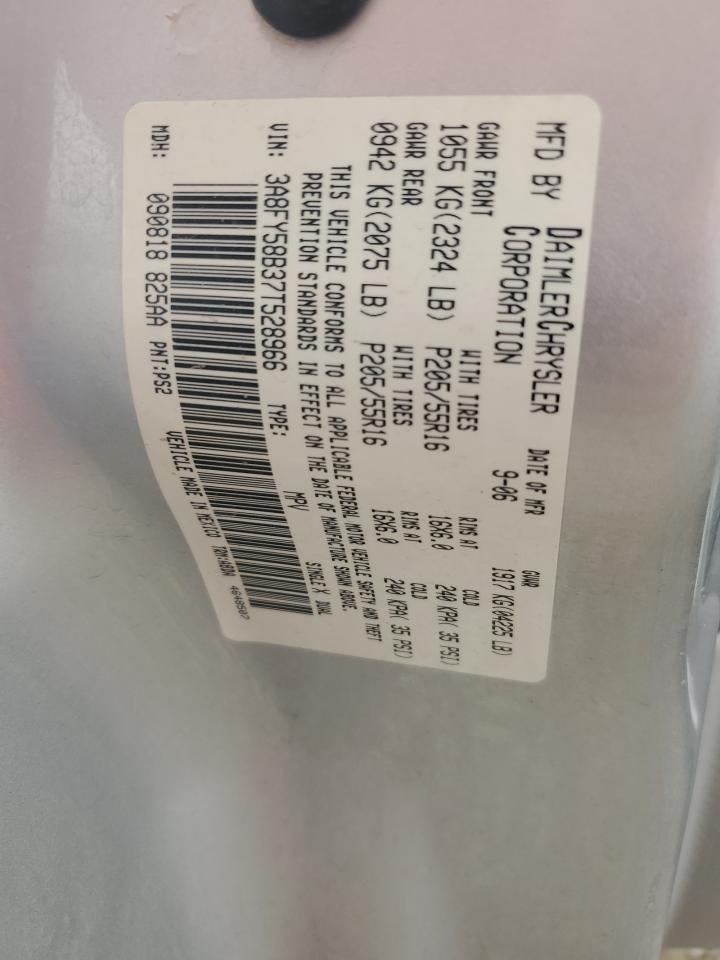 MFD BY DAIMLERCHRYSLER CORPORATION DATE OF MFR 9-06 GVWR 1917 KG(04225 LB)
GAWR FRONT WITH TIRES RIMS AT COLD
1055 KG(2324 LB) P205/55R16 16X6.0 240 KPA( 35 PSI)
GAWR REAR WITH TIRES RIMS AT COLD
0942 KG(2075 LB) P205/55R16 16X6.0 240 KPA( 35 PSI)
THIS VEHICLE CONFORMS TO ALL APPLICABLE FEDERAL MOTOR VEHICLE SAFETY AND THEFT
PREVENTION STANDARDS IN EFFECT ON THE DATE OF MANUFACTURE SHOWN ABOVE.
VIN: 3A8FY58B37T528966 TYPE: MPV SINGLE X DUAL
MDH: 090818 825AA PNT:PS2
VEHICLE MADE IN MEXICO